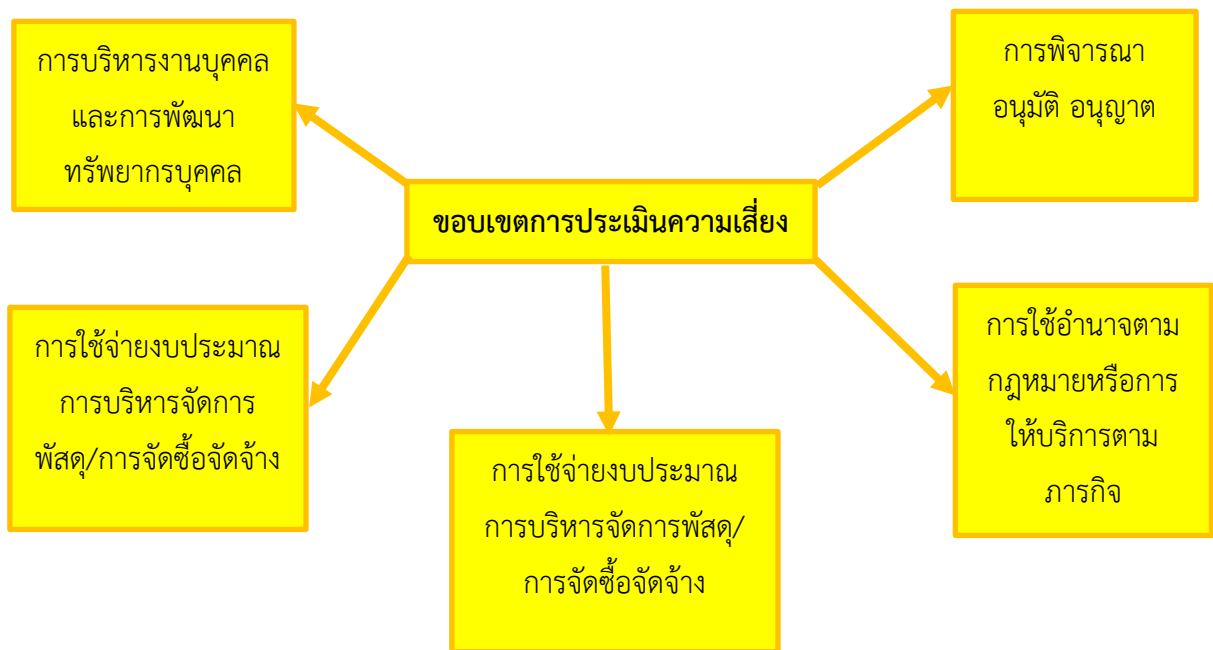 การบริหารงานบุคคล
และการพัฒนา
ทรัพยากรบุคคล
การพิจารณา
อนุมัติ อนุญาต
ขอบเขตการประเมินความเสี่ยง
การใช้จ่ายงบประมาณ
การบริหารจัดการ
พัสดุ/การจัดซื้อจัดจ้าง
การใช้อำนาจตาม
กฎหมายหรือการ
ให้บริการตาม
ภารกิจ
การใช้จ่ายงบประมาณ
การบริหารจัดการพัสดุ/
การจัดซื้อจัดจ้าง